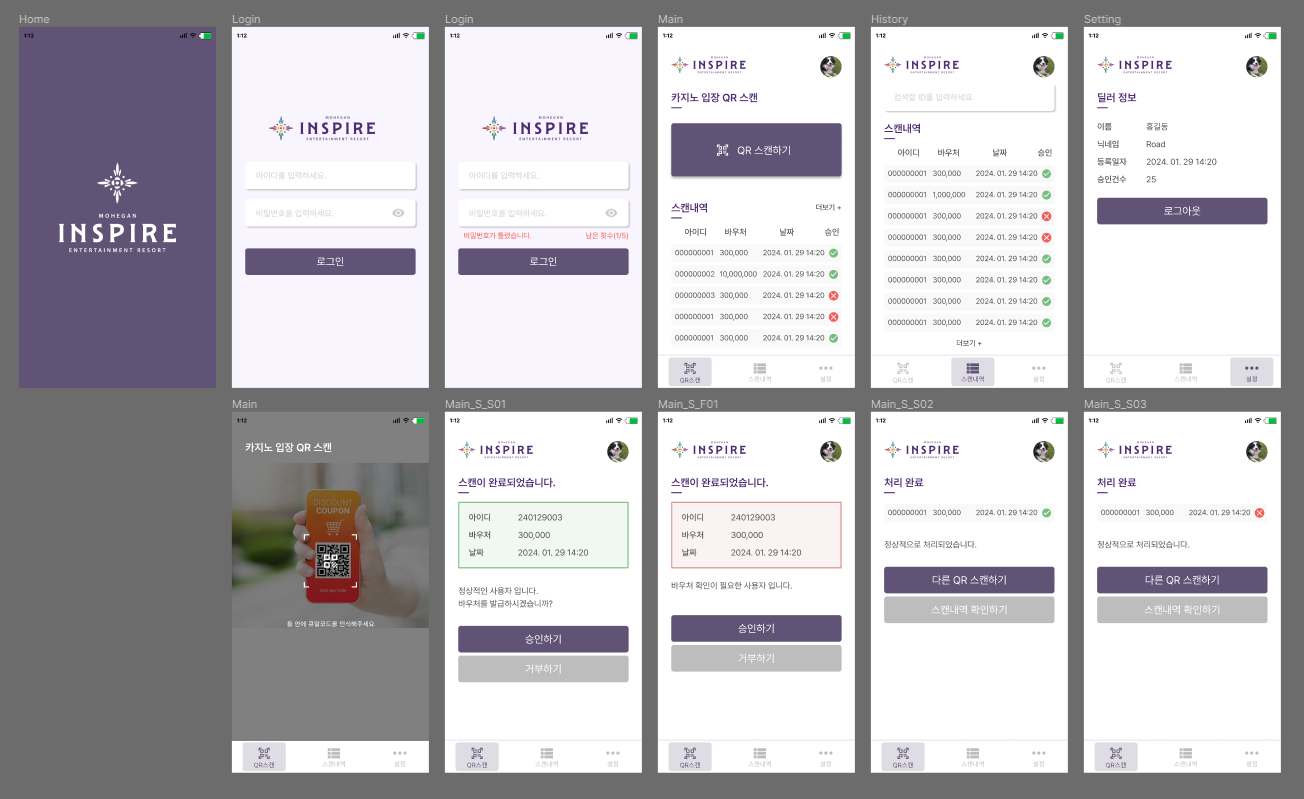 Home
1:12
MOHEGAN
INSPIRE
ENTERTAINMENT RESORT
Login
1:12
MOHEGAN
INSPIRE
ENTERTAINMENT RESORT
아이디를 입력하세요.
비밀번호를 입력하세요.
로그인
Login
1:12
MOHEGAN
INSPIRE
ENTERTAINMENT RESORT
아이디를 입력하세요.
비밀번호를 입력하세요.
비밀번호가 틀렸습니다. 남은 횟수(1/5)
로그인
Main
1:12
MOHEGAN
INSPIRE
ENTERTAINMENT RESORT
카지노 입장 QR 스캔
QR 스캔하기
스캔내역 더보기 +
아이디 바우처 날짜 승인
000000001 300,000 2024. 01. 29 14:20
000000002 10,000,000 2024. 01. 29 14:20
000000003 300,000 2024. 01. 29 14:20
000000001 300,000 2024. 01. 29 14:20
000000001 300,000 2024. 01. 29 14:20
QR스캔 스캔내역 설정
History
1:12
MOHEGAN
INSPIRE
ENTERTAINMENT RESORT
검색할 ID를 입력하세요.
스캔내역
아이디 바우처 날짜 승인
000000001 300,000 2024. 01. 29 14:20
000000001 1,000,000 2024. 01. 29 14:20
000000001 300,000 2024. 01. 29 14:20
000000001 300,000 2024. 01. 29 14:20
000000001 300,000 2024. 01. 29 14:20
000000001 300,000 2024. 01. 29 14:20
000000001 300,000 2024. 01. 29 14:20
000000001 300,000 2024. 01. 29 14:20
더보기 +
QR스캔 스캔내역 설정
Setting
1:12
MOHEGAN
INSPIRE
ENTERTAINMENT RESORT
딜러 정보
이름 홍길동
닉네임 Road
등록일자 2024. 01. 29 14:20
승인건수 25
로그아웃
QR스캔 스캔내역 설정
Main
1:12
카지노 입장 QR 스캔
DISCOUNT
COUPON
틀 안에 큐알코드를 인식해주세요
QR스캔 스캔내역 설정
Main_S_S01
1:12
MOHEGAN
INSPIRE
ENTERTAINMENT RESORT
스캔이 완료되었습니다.
아이디 240129003
바우처 300,000
날짜 2024. 01. 29 14:20
정상적인 사용자 입니다.
바우처를 발급하시겠습니까?
승인하기
거부하기
QR스캔 스캔내역 설정
Main_S_F01
1:12
MOHEGAN
INSPIRE
ENTERTAINMENT RESORT
스캔이 완료되었습니다.
아이디 240129003
바우처 300,000
날짜 2024. 01. 29 14:20
바우처 확인이 필요한 사용자 입니다.
승인하기
거부하기
QR스캔 스캔내역 설정
Main_S_S02
1:12
MOHEGAN
INSPIRE
ENTERTAINMENT RESORT
처리 완료
000000001 300,000 2024. 01. 29 14:20
정상적으로 처리되었습니다.
다른 QR 스캔하기
스캔내역 확인하기
QR스캔 스캔내역 설정
Main_S_S03
1:12
MOHEGAN
INSPIRE
ENTERTAINMENT RESORT
처리 완료
000000001 300,000 2024. 01. 29 14:20
정상적으로 처리되었습니다.
다른 QR 스캔하기
스캔내역 확인하기
QR스캔 스캔내역 설정